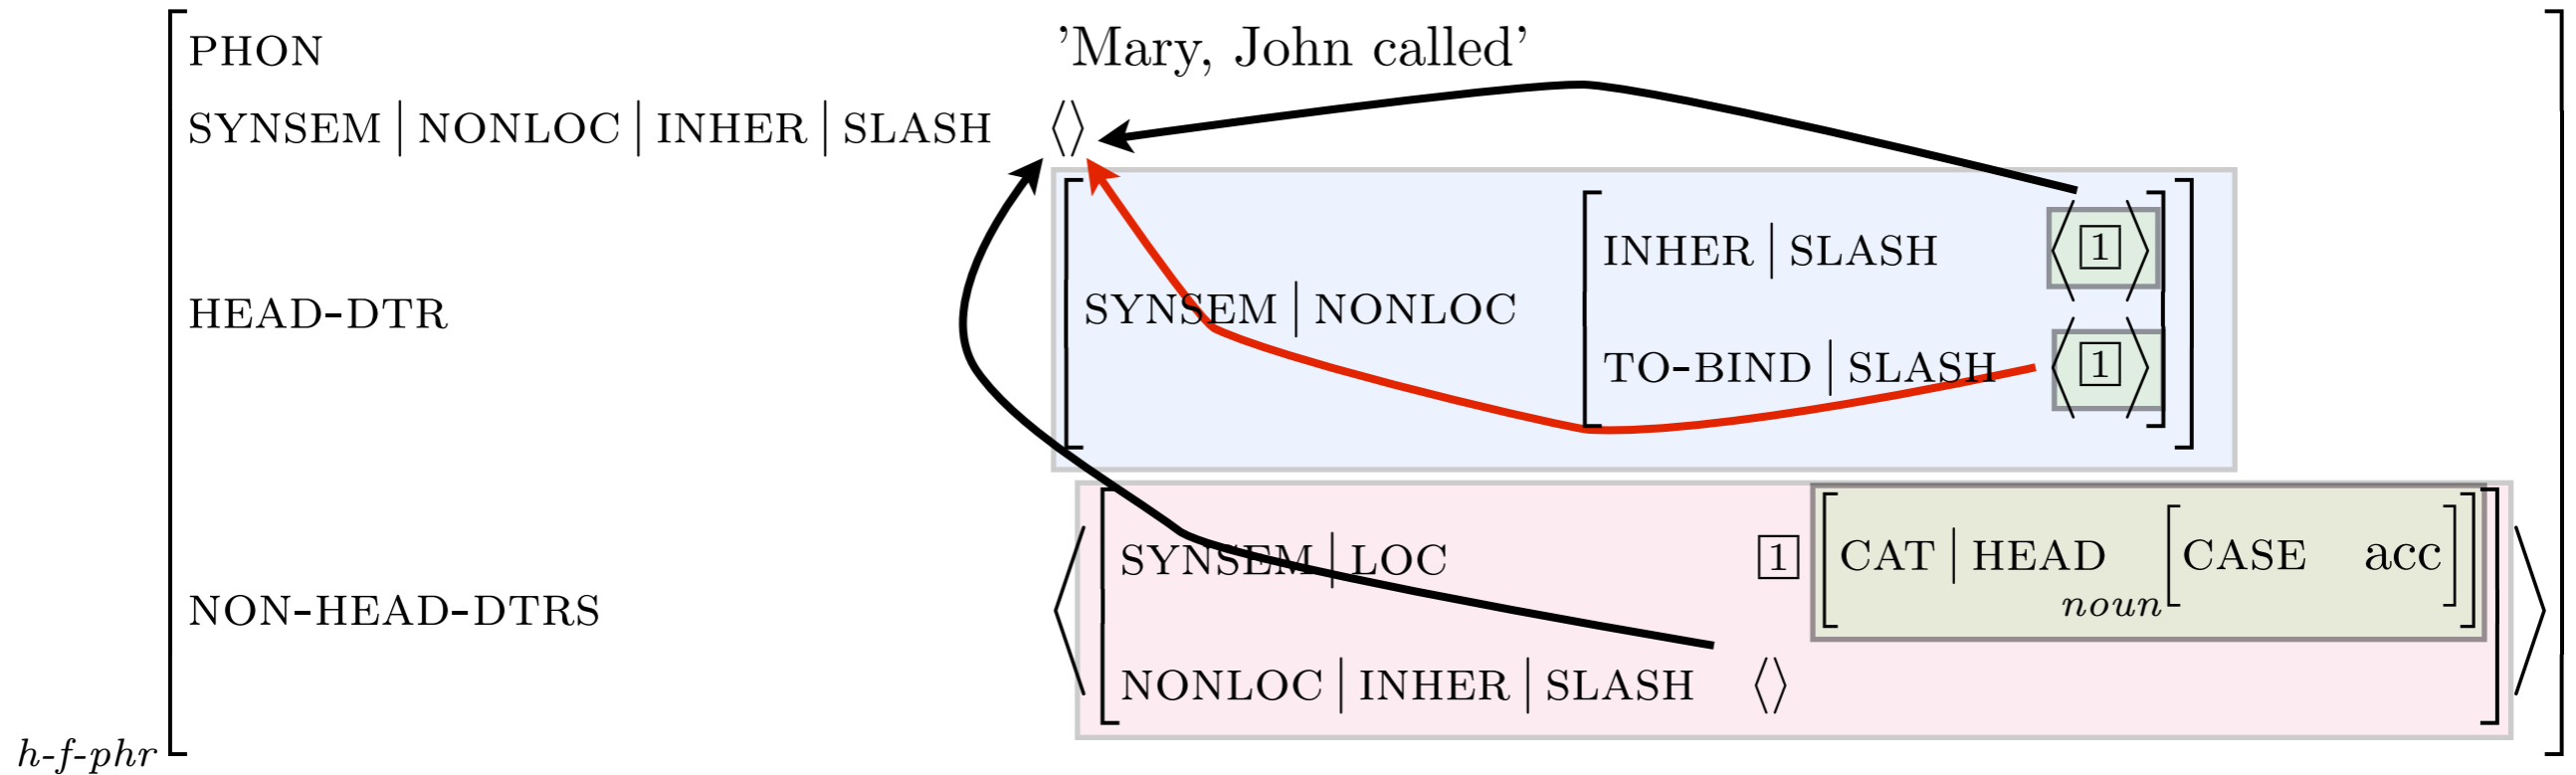 PHON 'Mary, John called'
SYNSEM | NONLOC | INHER | SLASH ⟨⟩
INHER | SLASH ⟨ 1 ⟩
HEAD-DTR SYNSEM | NONLOC
TO-BIND | SLASH ⟨ 1 ⟩
SYNSEM | LOC 1 [CAT | HEAD noun[CASE acc]]
NON-HEAD-DTRS
NONLOC | INHER | SLASH ⟨⟩
h-f-phr